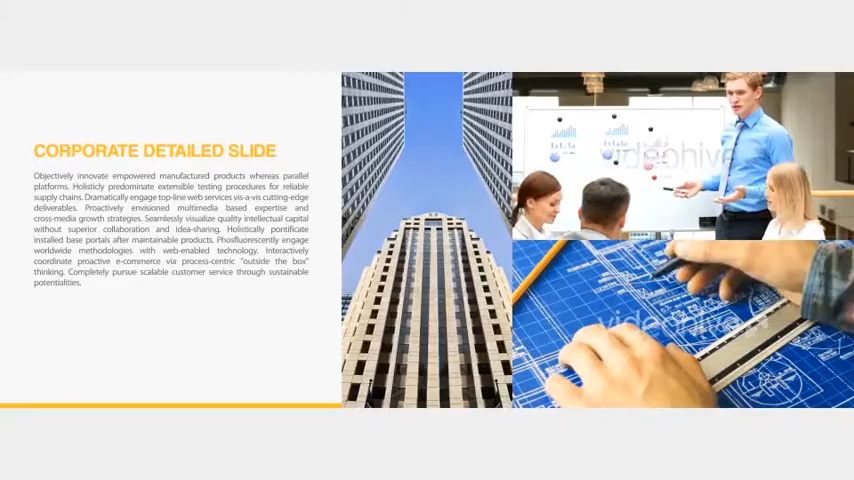 CORPORATE DETAILED SLIDE
Objectively innovate empowered manufactured products whereas parallel
platforms. Holisticly predominate extensible testing procedures for reliable
supply chains. Dramatically engage top-line web services vis-a-vis cutting-edge
deliverables. Proactively envisioned multimedia based expertise and
cross-media growth strategies. Seamlessly visualize quality intellectual capital
without superior collaboration and idea-sharing. Holistically pontificate
installed base portals after maintainable products. Phosfluorescently engage
worldwide methodologies with web-enabled technology. Interactively
coordinate proactive e-commerce via process-centric "outside the box"
thinking. Completely pursue scalable customer service through sustainable
potentialities.
videohive
videohive